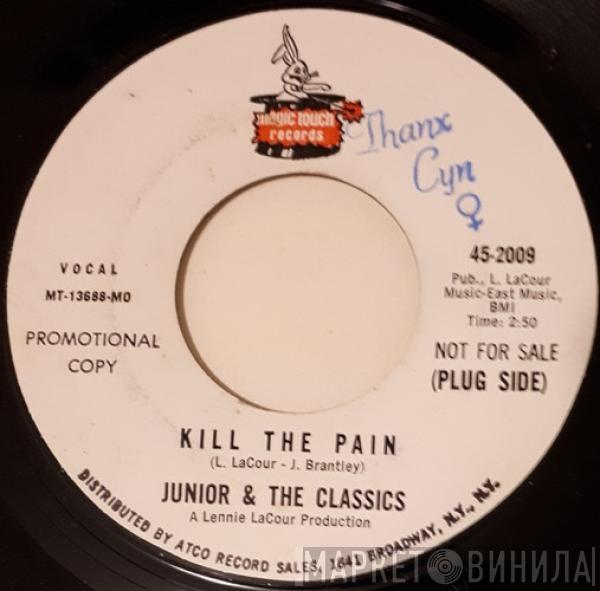 magic touch
records
Thanx
Cyn
VOCAL
MT-13688-MO
PROMOTIONAL
COPY
45-2009
Pub., L. LaCour
Music-East Music,
BMI
Time: 2:50
NOT FOR SALE
(PLUG SIDE)
KILL THE PAIN
(L. LaCour - J. Brantley)
JUNIOR & THE CLASSICS
A Lennie LaCour Production
DISTRIBUTED BY ATCO RECORD SALES, 1841 BROADWAY, N.Y., N.Y.
МАРКЕТ ВИНИЛА